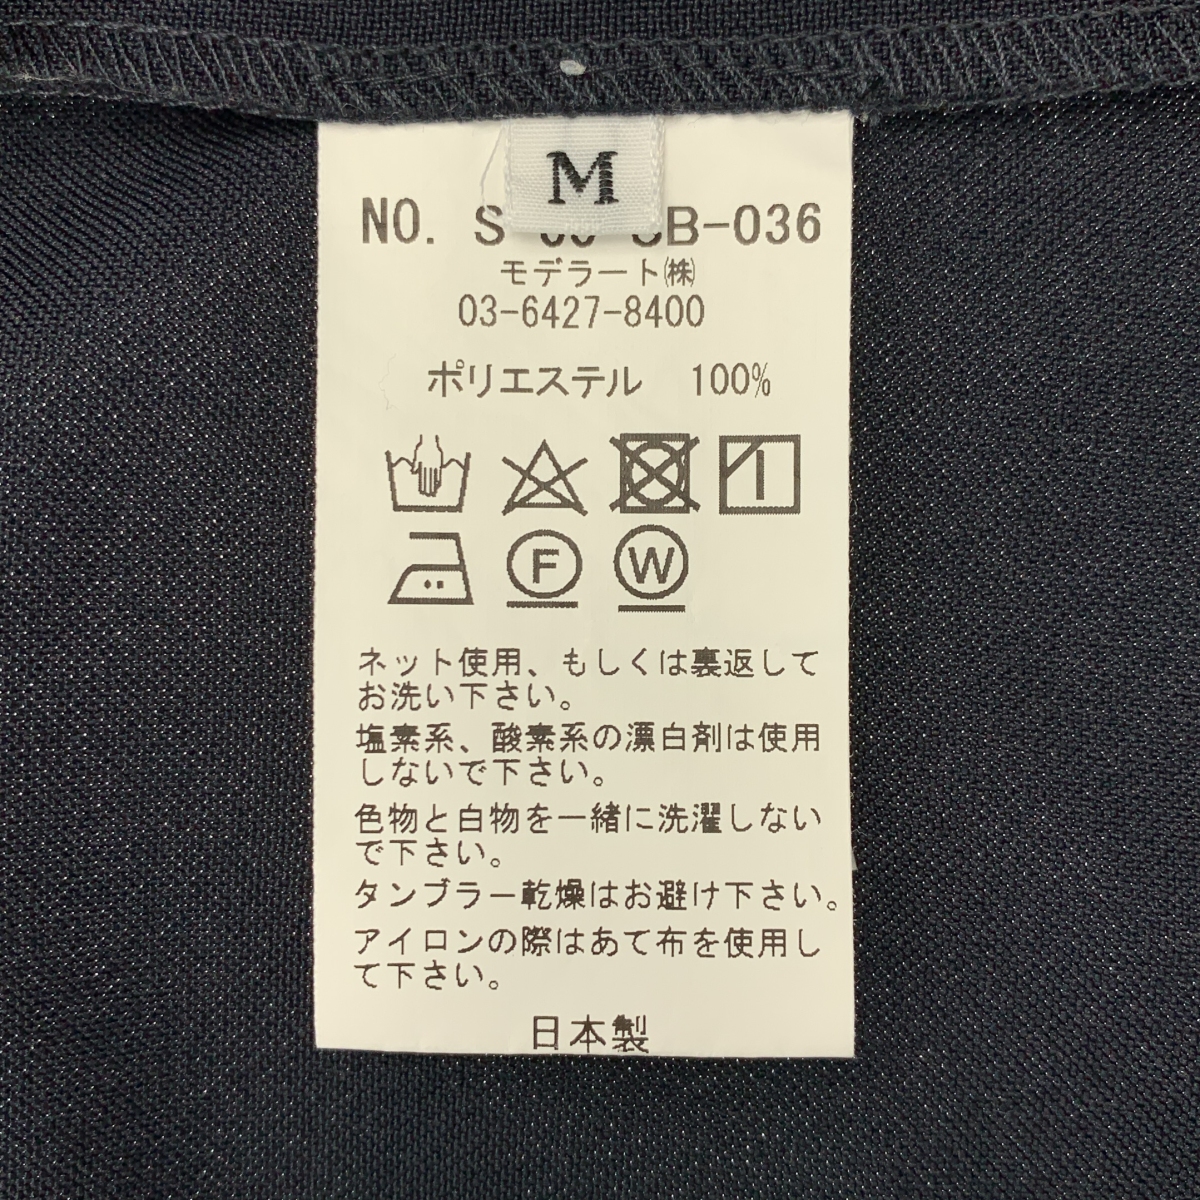 M
NO. S B-036
モデラート㈱
03-6427-8400
ポリエステル 100%
F W
ネット使用、もしくは裏返して
お洗い下さい。
塩素系、酸素系の漂白剤は使用
しないで下さい。
色物と白物を一緒に洗濯しない
で下さい。
タンブラー乾燥はお避け下さい。
アイロンの際はあて布を使用し
て下さい。
日本製